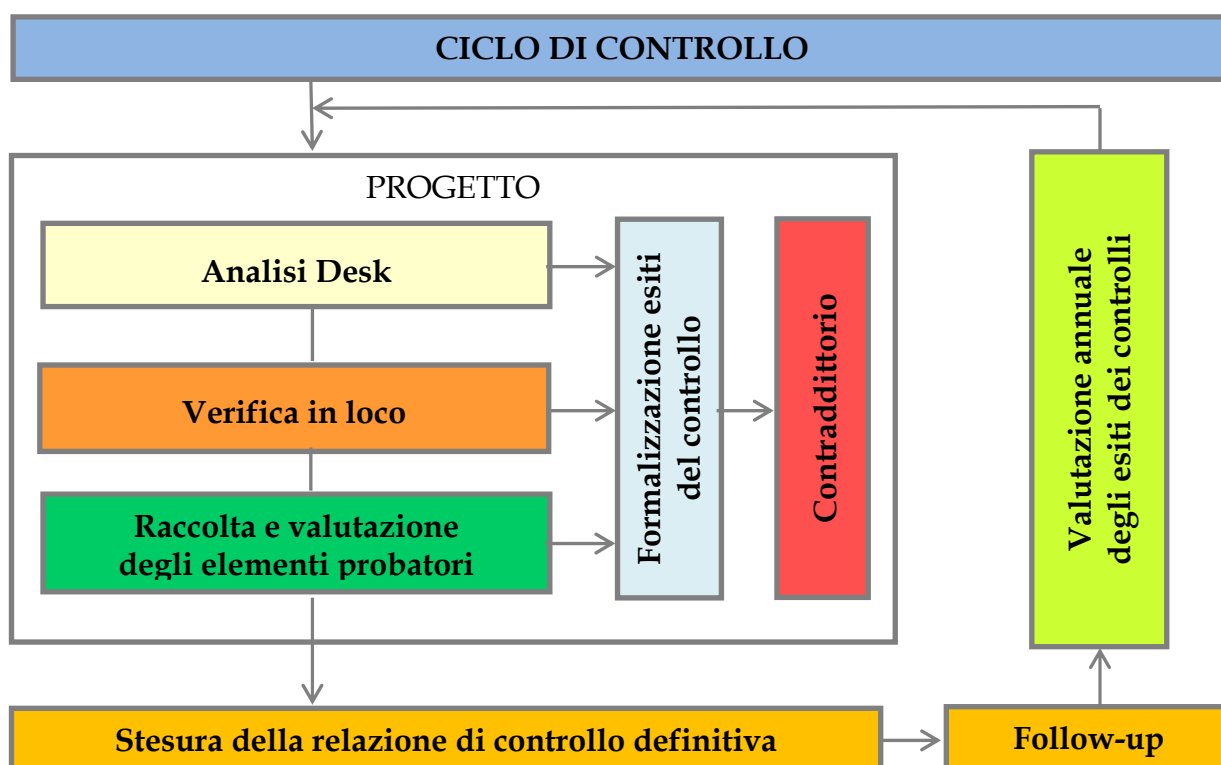 CICLO DI CONTROLLO
PROGETTO
Analisi Desk
Verifica in loco
Raccolta e valutazione
degli elementi probatori
Formalizzazione esiti
del controllo
Contraddittorio
Valutazione annuale
degli esiti dei controlli
Stesura della relazione di controllo definitiva
Follow-up